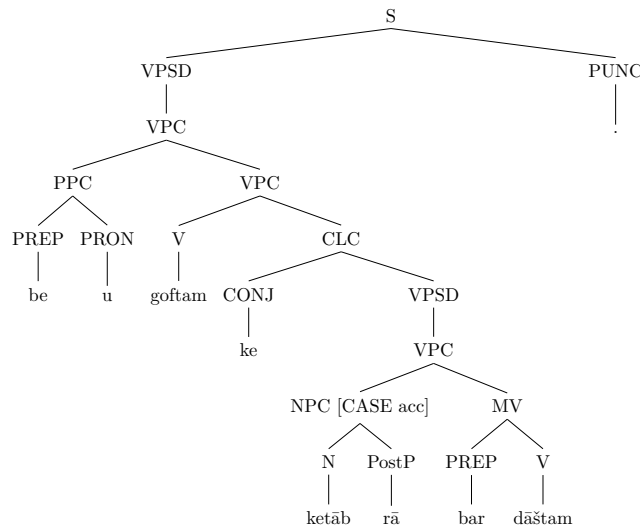 S
VPSD PUNC
VPC .
PPC VPC
PREP PRON V CLC
be u goftam CONJ VPSD
ke VPC
NPC [CASE acc] MV
N PostP PREP V
ketāb rā bar dāštam